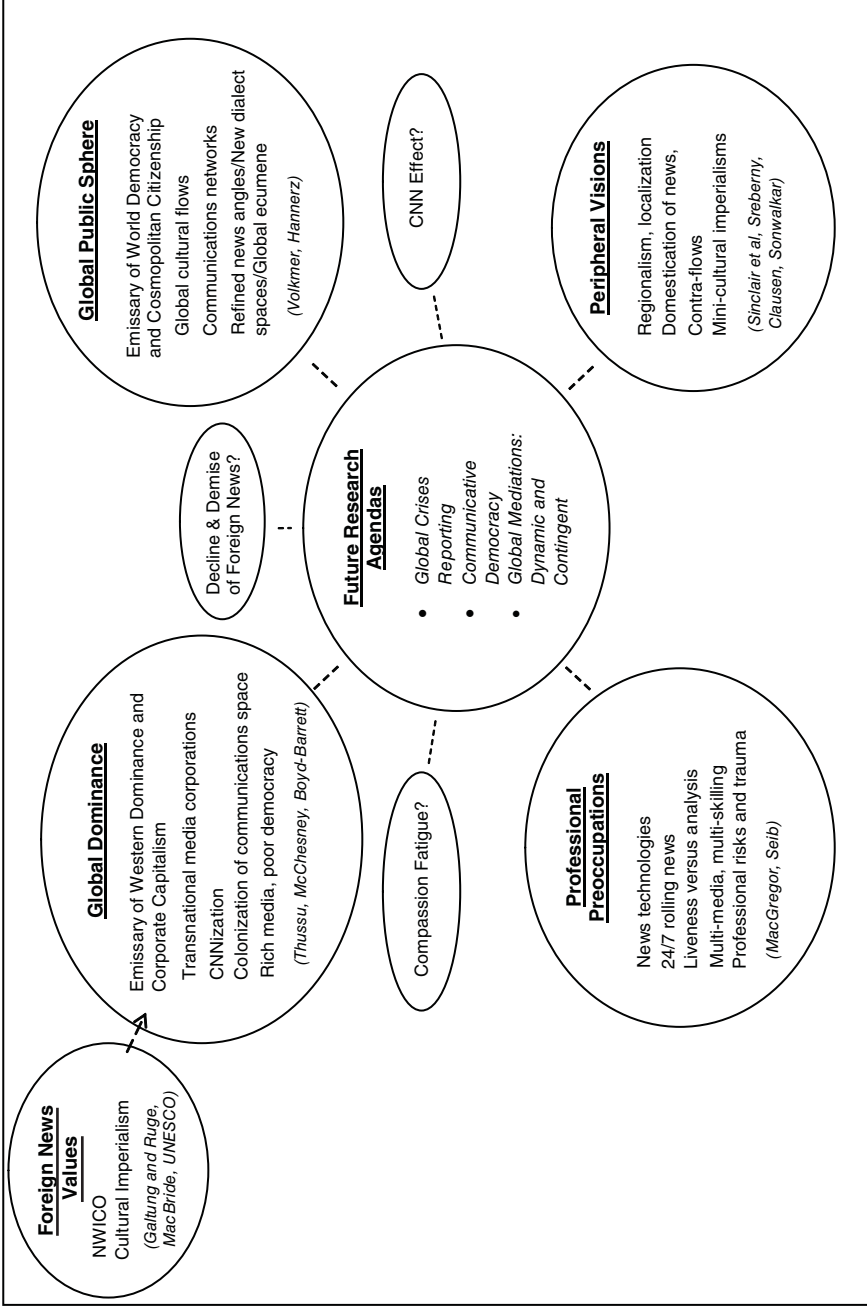 Foreign News
Values
NWICO
Cultural Imperialism
(Galtung and Ruge,
MacBride, UNESCO)
Global Dominance
Emissary of Western Dominance and
Corporate Capitalism
Transnational media corporations
CNNization
Colonization of communications space
Rich media, poor democracy
(Thussu, McChesney, Boyd-Barrett)
Decline & Demise
of Foreign News?
Global Public Sphere
Emissary of World Democracy
and Cosmopolitan Citizenship
Global cultural flows
Communications networks
Refined news angles/New dialect
spaces/Global ecumene
(Volkmer, Hannerz)
Compassion Fatigue?
Future Research
Agendas
• Global Crises
Reporting
• Communicative
Democracy
• Global Mediations:
Dynamic and
Contingent
CNN Effect?
Professional
Preoccupations
News technologies
24/7 rolling news
Liveness versus analysis
Multi-media, multi-skilling
Professional risks and trauma
(MacGregor, Seib)
Peripheral Visions
Regionalism, localization
Domestication of news,
Contra-flows
Mini-cultural imperialisms
(Sinclair et al, Sreberny,
Clausen, Sonwalkar)